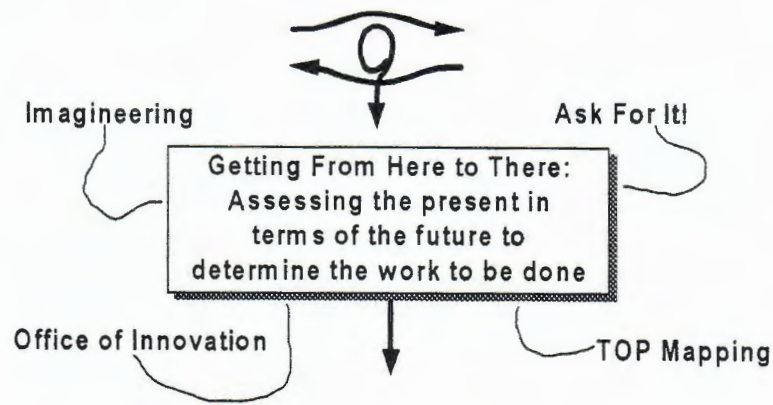 Imagineering
Ask For It!
Getting From Here to There:
Assessing the present in
terms of the future to
determine the work to be done
Office of Innovation
TOP Mapping